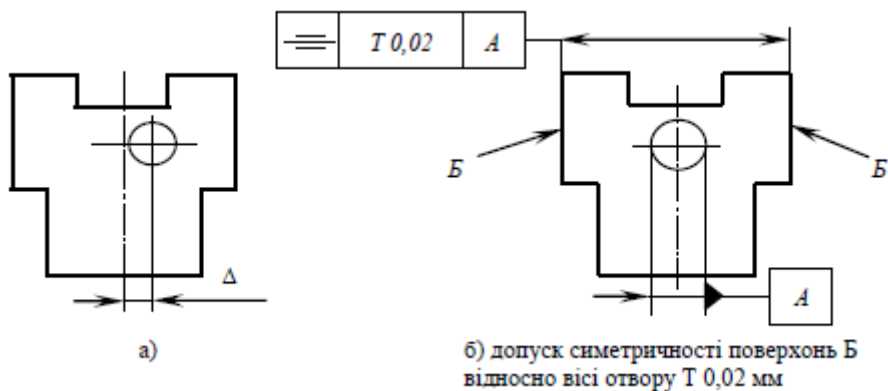 T 0,02 A
Б Б
Δ
A
а)
б) допуск симетричності поверхонь Б
відносно вісі отвору Т 0,02 мм